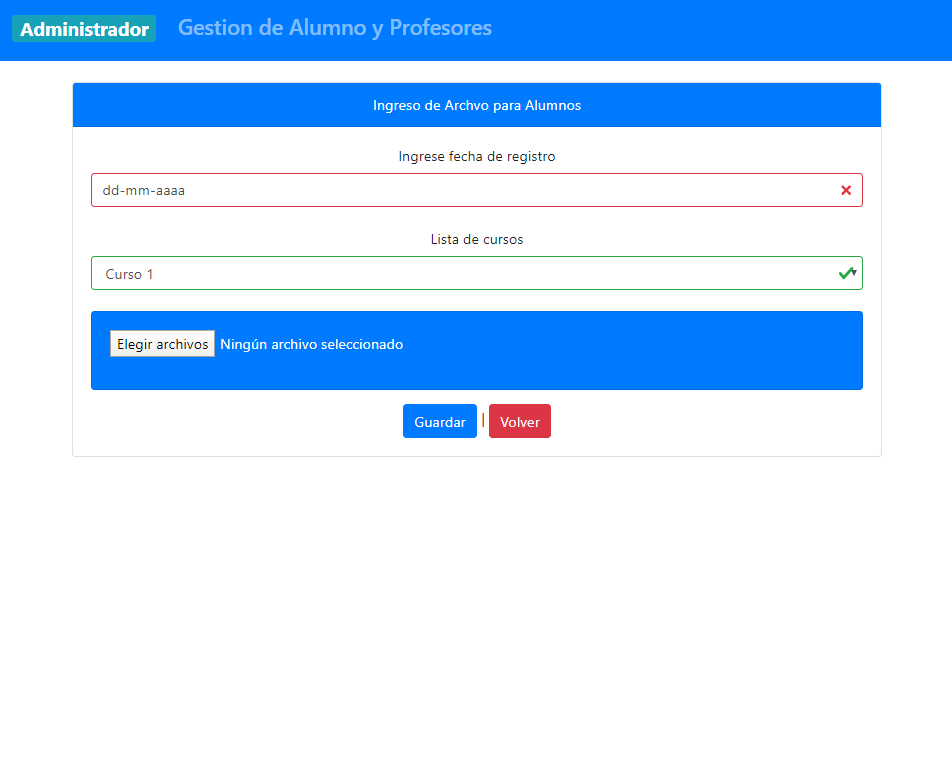 Administrador Gestion de Alumno y Profesores
Ingreso de Archvo para Alumnos
Ingrese fecha de registro
dd-mm-aaaa
Lista de cursos
Curso 1
Elegir archivos Ningún archivo seleccionado
Guardar | Volver